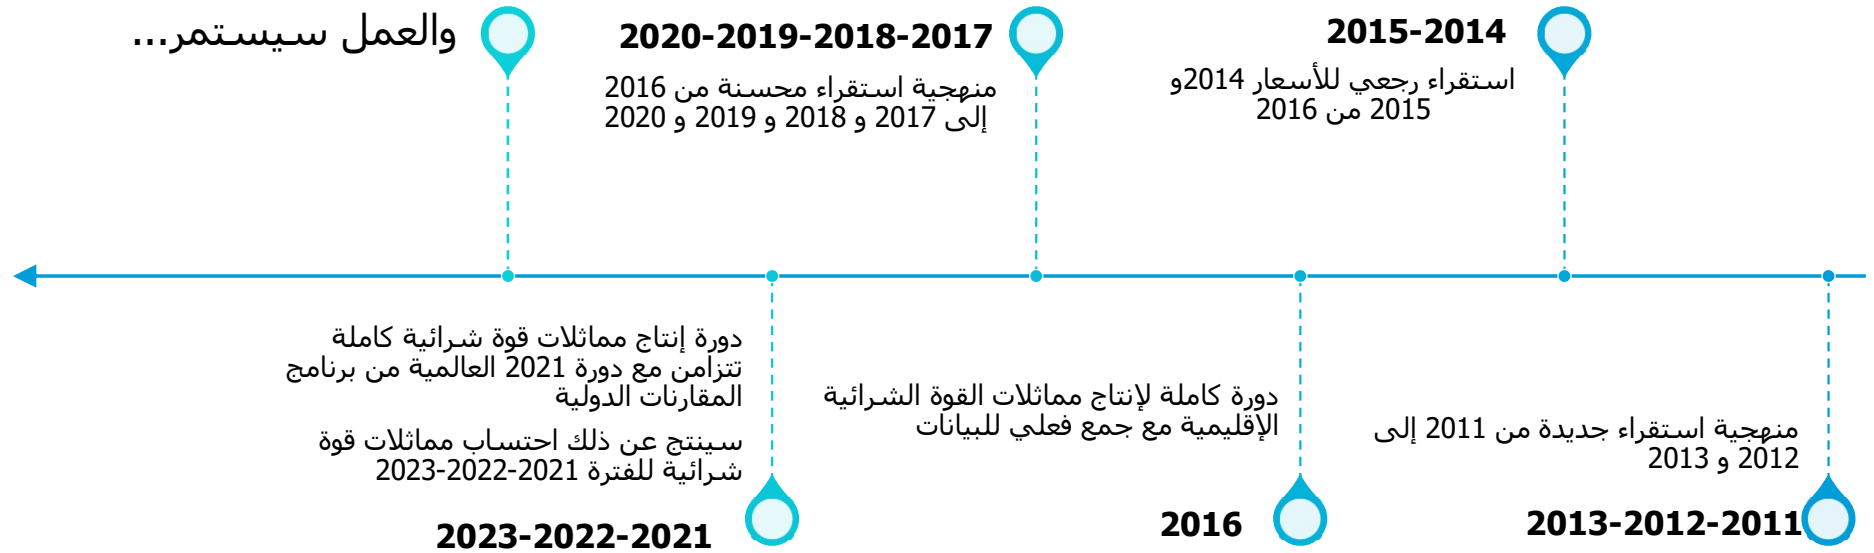 2015-2014
استقراء رجعي للأسعار 2014و
2015 من 2016
2020-2019-2018-2017
منهجية استقراء محسنة من 2016
إلى 2017 و 2018 و 2019 و 2020
والعمل سيستمر...
منهجية استقراء جديدة من 2011 إلى
2012 و 2013
2013-2012-2011
دورة كاملة لإنتاج مماثلات القوة الشرائية
الإقليمية مع جمع فعلي للبيانات
2016
دورة إنتاج مماثلات قوة شرائية كاملة
تتزامن مع دورة 2021 العالمية من برنامج
المقارنات الدولية
سينتج عن ذلك احتساب مماثلات قوة
شرائية للفترة 2021-2022-2023
2023-2022-2021